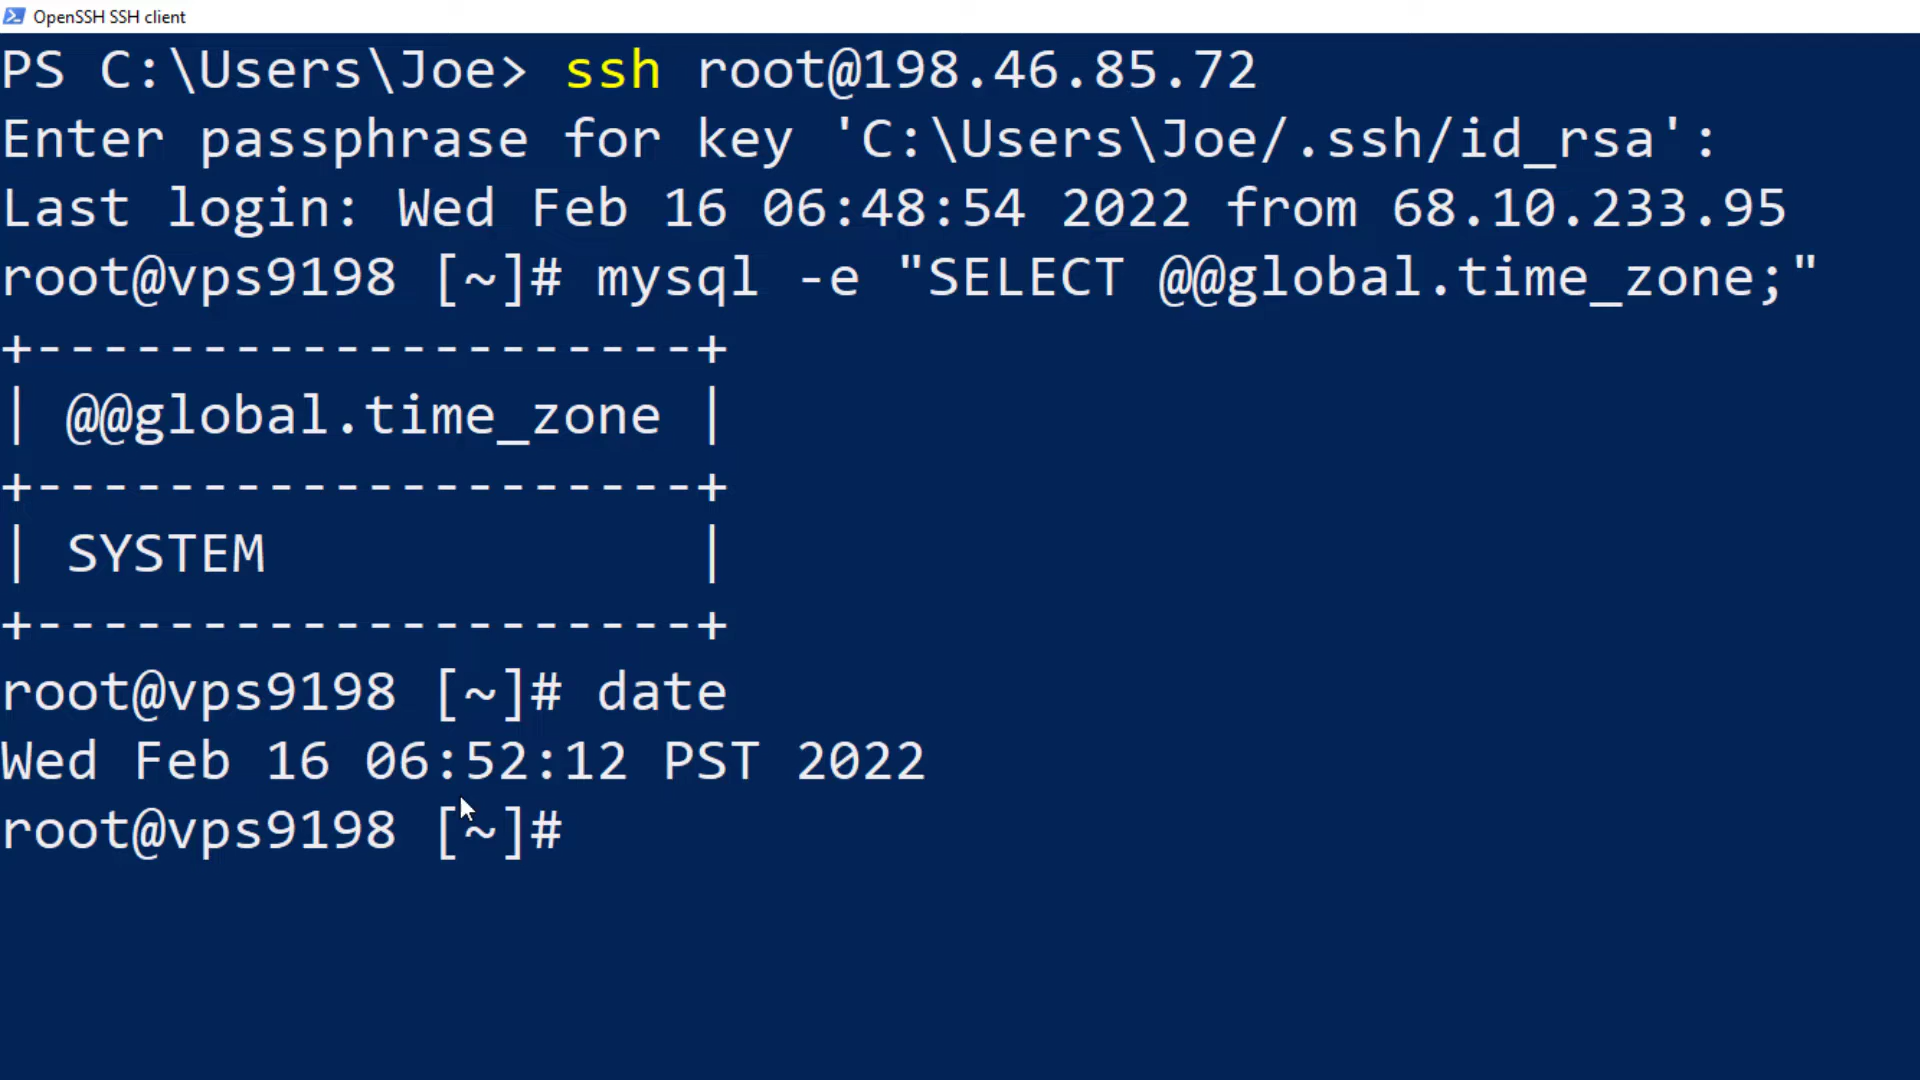 OpenSSH SSH client
PS C:\Users\Joe> ssh root@198.46.85.72
Enter passphrase for key 'C:\Users\Joe/.ssh/id_rsa':
Last login: Wed Feb 16 06:48:54 2022 from 68.10.233.95
root@vps9198 [~]# mysql -e "SELECT @@global.time_zone;"
+--------------------+
| @@global.time_zone |
+--------------------+
| SYSTEM             |
+--------------------+
root@vps9198 [~]# date
Wed Feb 16 06:52:12 PST 2022
root@vps9198 [~]#